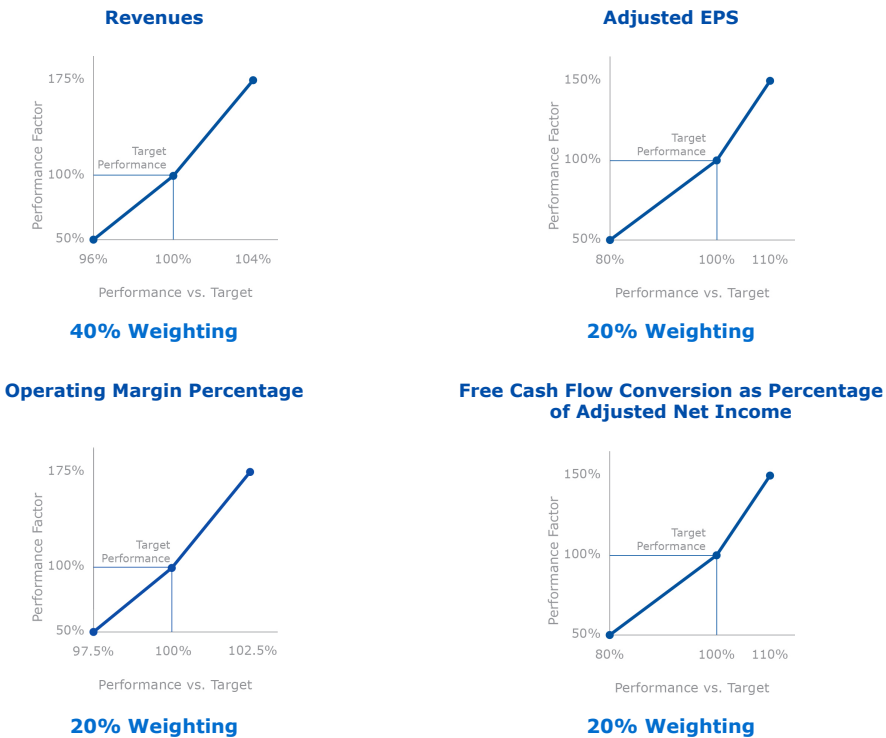 Revenues
175%
100%
50%
Performance Factor
Target
Performance
96%
100%
104%
Performance vs. Target
40% Weighting
Adjusted EPS
150%
100%
50%
Performance Factor
Target
Performance
80%
100%
110%
Performance vs. Target
20% Weighting
Operating Margin Percentage
175%
100%
50%
Performance Factor
Target
Performance
97.5%
100%
102.5%
Performance vs. Target
20% Weighting
Free Cash Flow Conversion as Percentage
of Adjusted Net Income
150%
100%
50%
Performance Factor
Target
Performance
80%
100%
110%
Performance vs. Target
20% Weighting